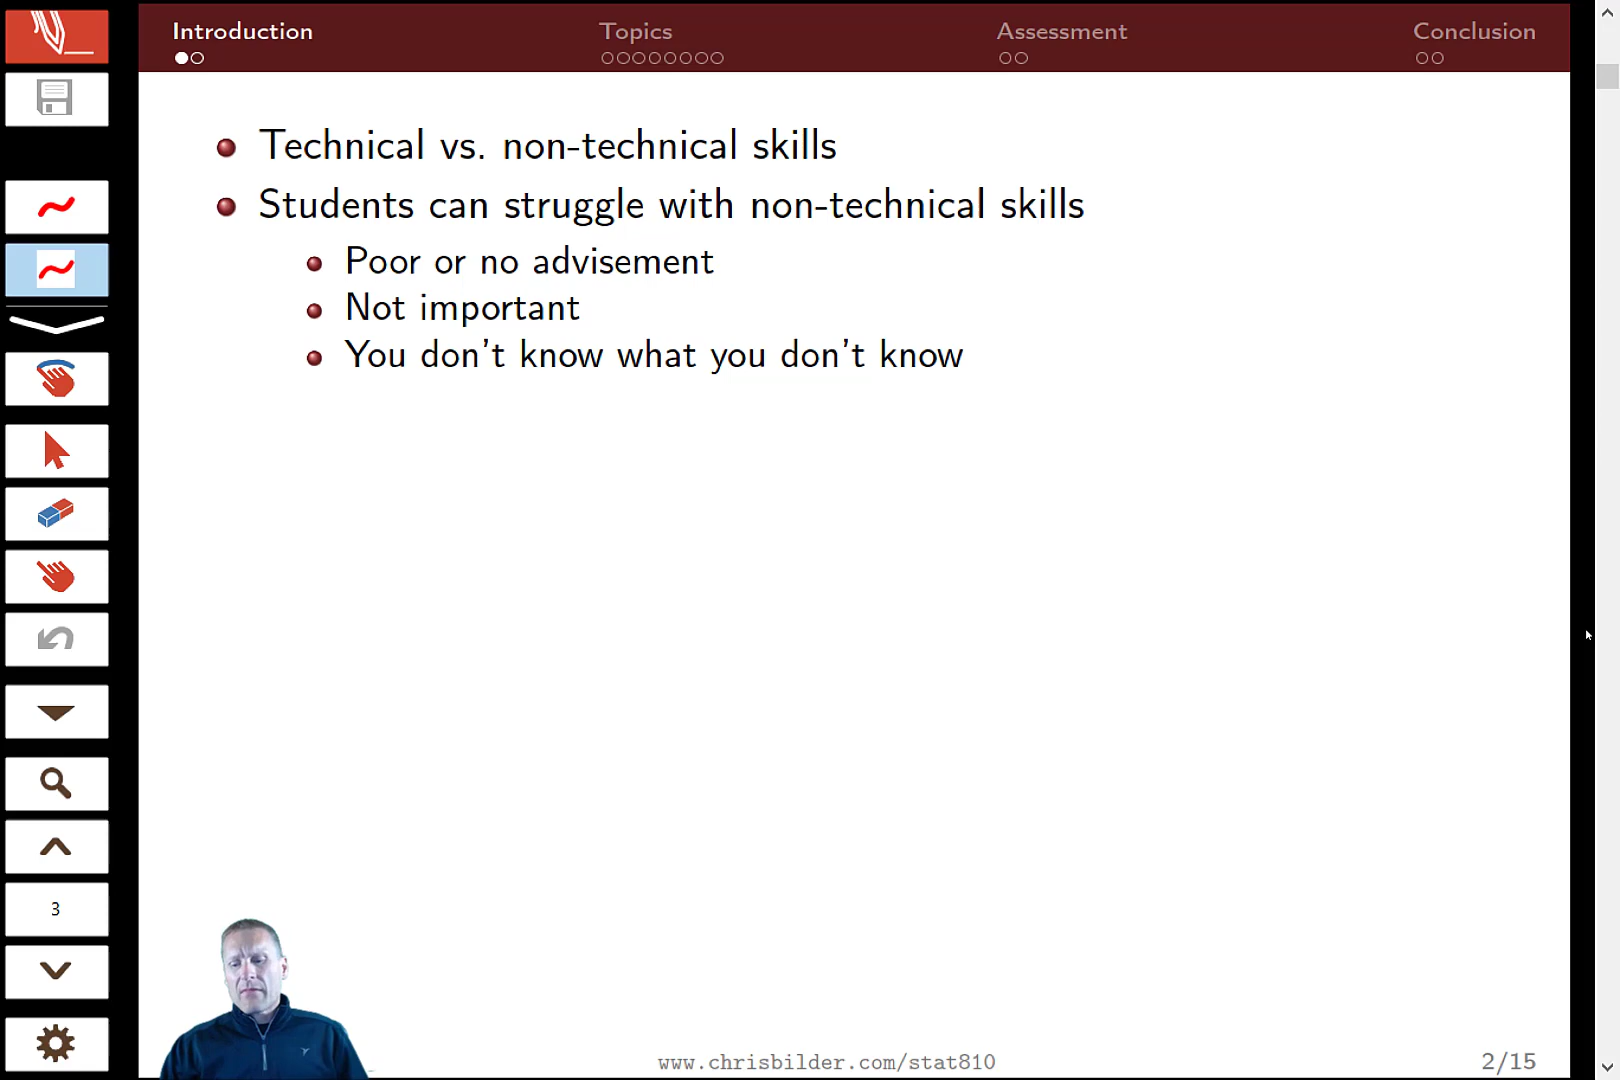 Introduction
Topics
Assessment
Conclusion
Technical vs. non-technical skills
Students can struggle with non-technical skills
Poor or no advisement
Not important
You don't know what you don't know
3
www.chrisbilder.com/stat810
2/15